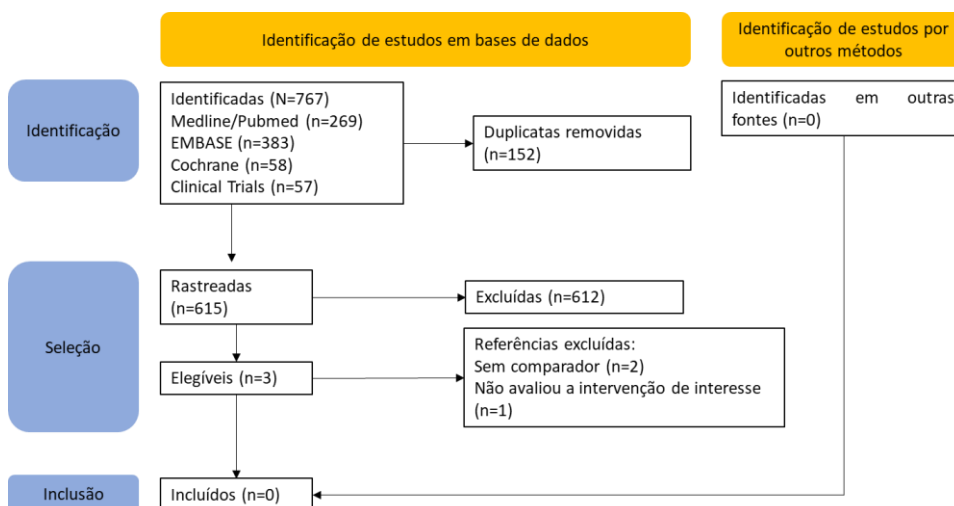 Identificação de estudos em bases de dados
Identificação de estudos por
outros métodos
Identificação
Identificadas (N=767)
Medline/Pubmed (n=269)
EMBASE (n=383)
Cochrane (n=58)
Clinical Trials (n=57)
Duplicatas removidas
(n=152)
Identificadas em outras
fontes (n=0)
Seleção
Rastreadas
(n=615)
Excluídas (n=612)
Elegíveis (n=3)
Referências excluídas:
Sem comparador (n=2)
Não avaliou a intervenção de interesse
(n=1)
Inclusão
Incluídos (n=0)